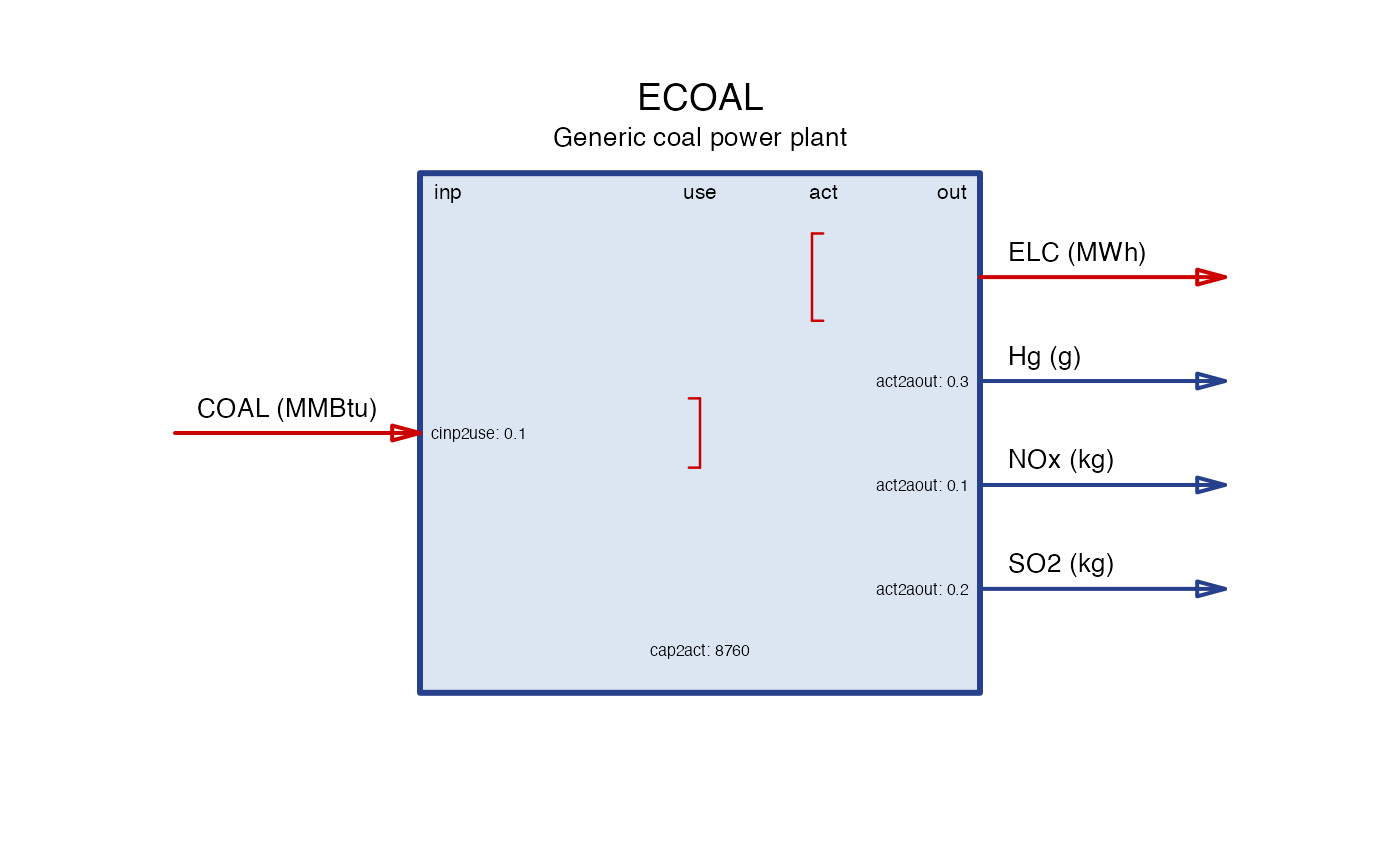 ECOAL
Generic coal power plant
inp use act out
ELC (MWh)
Hg (g)
act2aout: 0.3
COAL (MMBtu)
cinp2use: 0.1
NOx (kg)
act2aout: 0.1
SO2 (kg)
act2aout: 0.2
cap2act: 8760